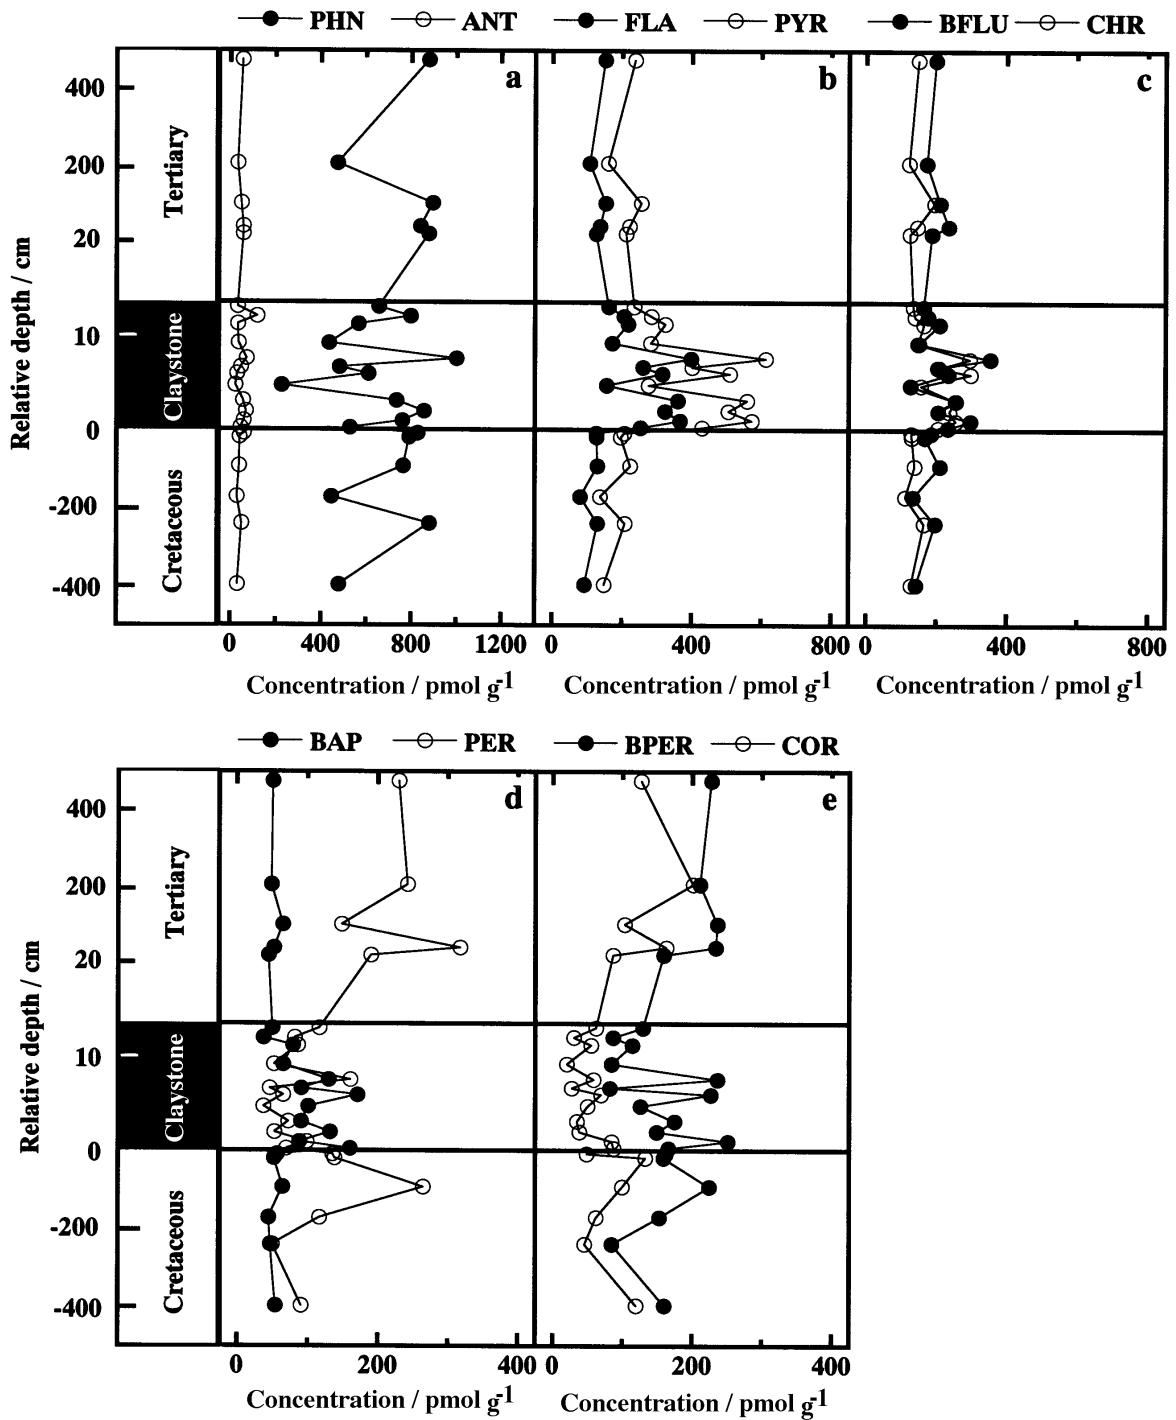 PHN ANT FLA PYR BFLU CHR
a b c
400
200
20
10
0
-200
-400
Relative depth / cm
Tertiary
Claystone
Cretaceous
0 400 800 1200 0 400 800 0 200 400 800
Concentration / pmol g-1 Concentration / pmol g-1 Concentration / pmol g-1
BAP PER BPER COR
d e
400
200
20
10
0
-200
-400
Relative depth / cm
Tertiary
Claystone
Cretaceous
0 200 400 0 200 400
Concentration / pmol g-1 Concentration / pmol g-1